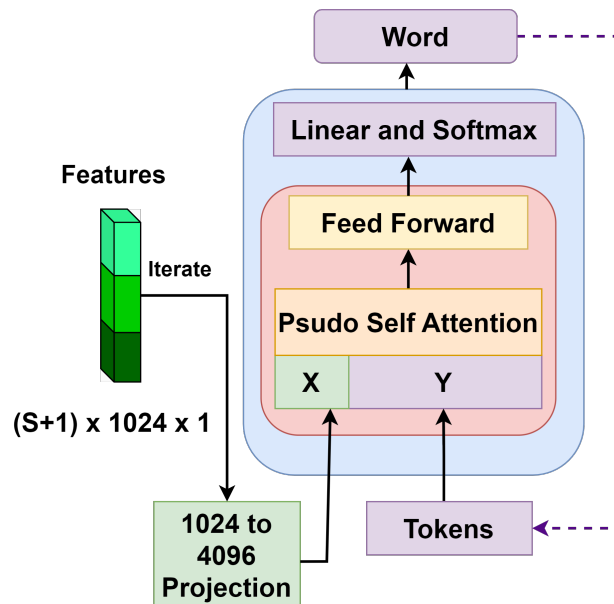 Word
Linear and Softmax
Features
Feed Forward
Iterate
Psudo Self Attention
X
Y
(S+1) x 1024 x 1
1024 to
4096
Projection
Tokens